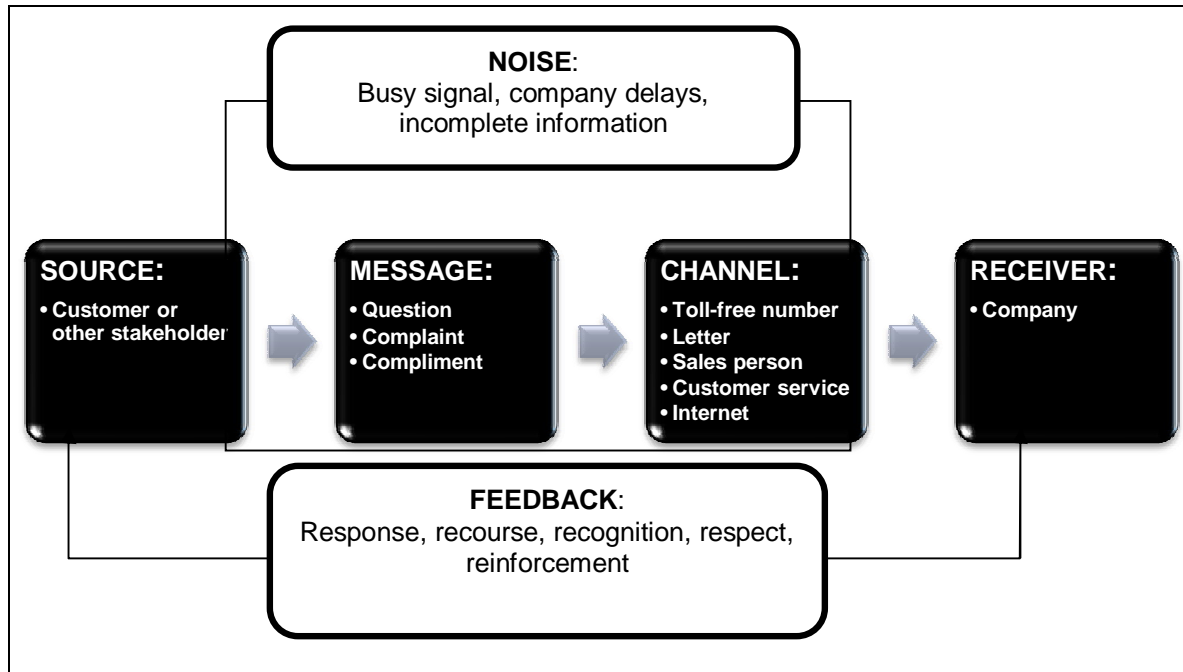 NOISE:
Busy signal, company delays,
incomplete information
SOURCE:
• Customer or
other stakeholder
MESSAGE:
• Question
• Complaint
• Compliment
CHANNEL:
• Toll-free number
• Letter
• Sales person
• Customer service
• Internet
RECEIVER:
• Company
FEEDBACK:
Response, recourse, recognition, respect,
reinforcement